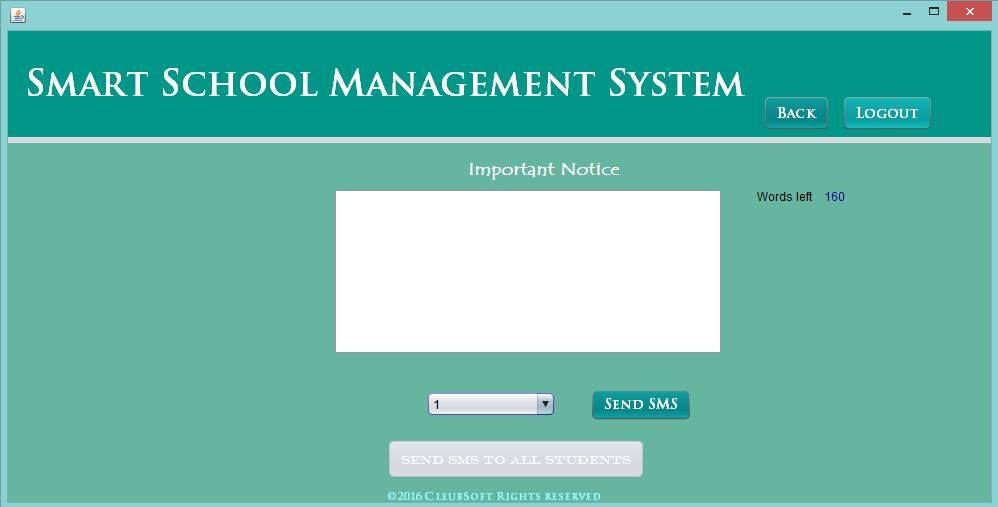 Smart School Management System
Back
Logout
Important Notice
Words left 160
1
Send SMS
SEND SMS TO ALL STUDENTS
©2016 CleubSoft Rights reserved